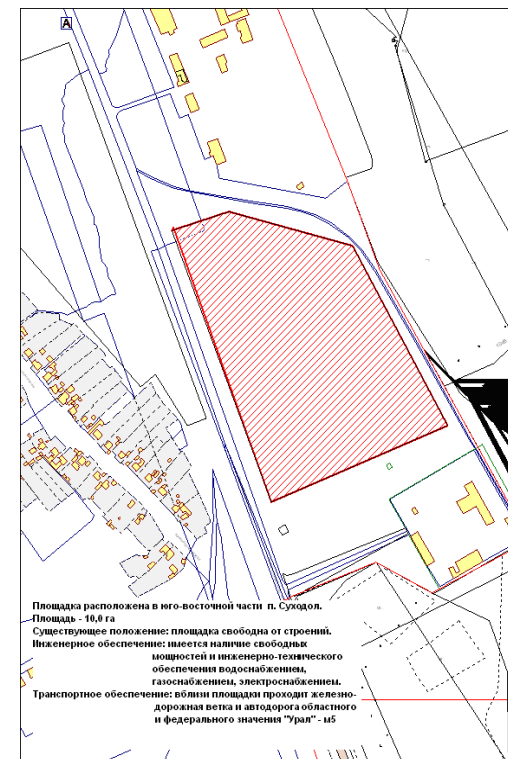 A
Площадка расположена в юго-восточной части п. Суходол.
Площадь - 10,0 га
Существующее положение: площадка свободна от строений.
Инженерное обеспечение: имеется наличие свободных
мощностей и инженерно-технического
обеспечения водоснабжением,
газоснабжением, электроснабжением.
Транспортное обеспечение: вблизи площадки проходит железно-
дорожная ветка и автодорога областного
и федерального значения "Урал" - м5